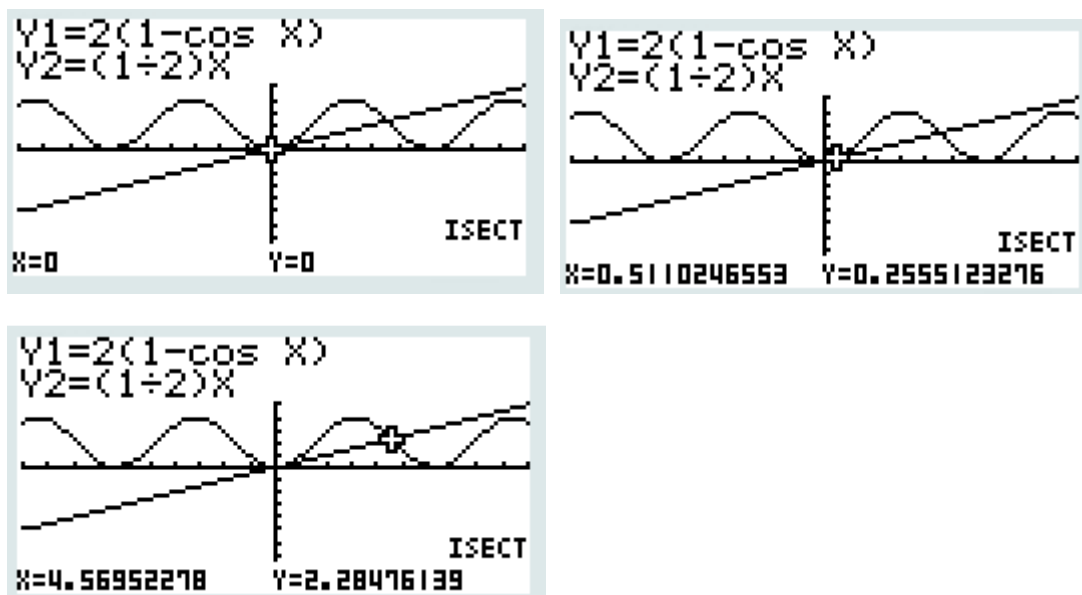 Y1=2(1-cos X)
Y2=(1÷2)X
ISECT
X=0 Y=0
Y1=2(1-cos X)
Y2=(1÷2)X
ISECT
X=0.5110246553 Y=0.2555123276
Y1=2(1-cos X)
Y2=(1÷2)X
ISECT
X=4.56952278 Y=2.28476139